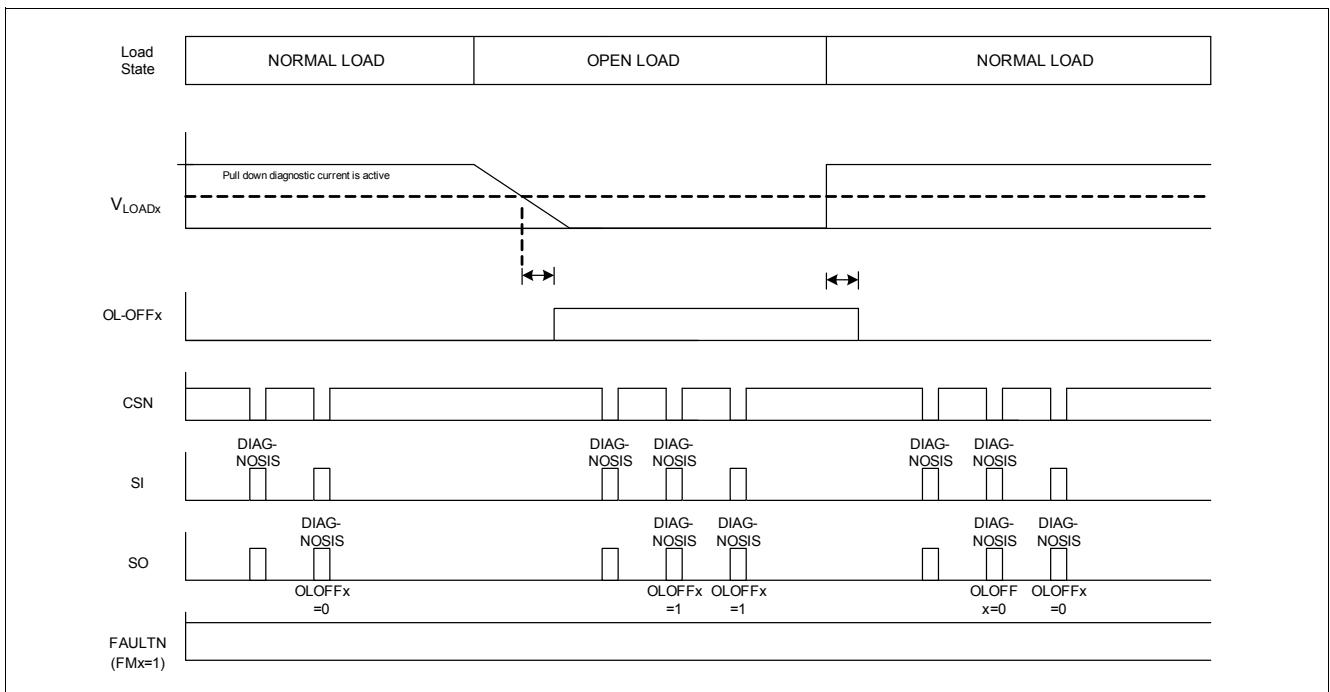 Load
State
NORMAL LOAD
OPEN LOAD
NORMAL LOAD
Pull down diagnostic current is active
VLOADx
OL-OFFx
CSN
DIAG-
NOSIS
DIAG-
NOSIS
DIAG-
NOSIS
DIAG-
NOSIS
DIAG-
NOSIS
SI
DIAG-
NOSIS
DIAG-
NOSIS
DIAG-
NOSIS
DIAG-
NOSIS
DIAG-
NOSIS
SO
OLOFFx
=0
OLOFFx
=1
OLOFFx
=1
OLOFF
x=0
OLOFFx
=0
FAULTN
(FMx=1)